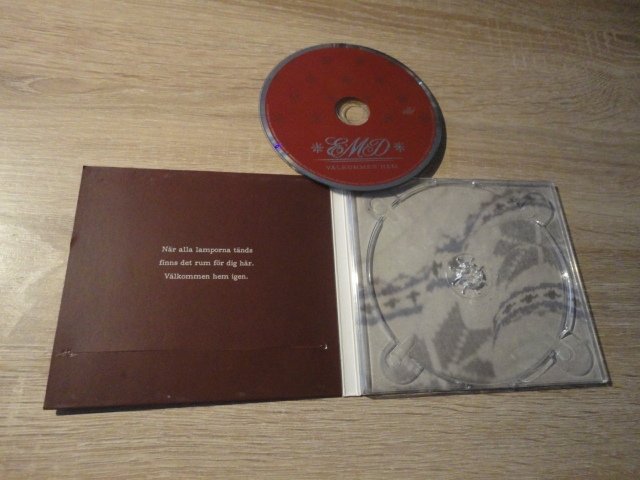 EMD
VÄLKOMMEN HEM
När alla lamporna tänds
finns det rum för dig här.
Välkommen hem igen.